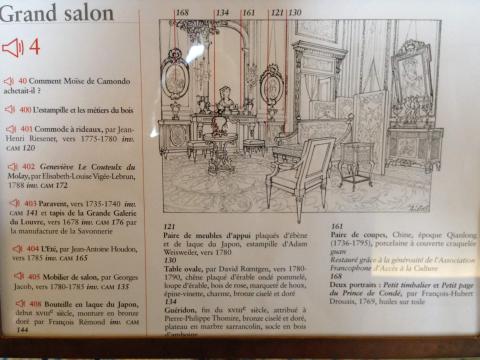 Grand salon
4
40 Comment Moïse de Camondo
achetait-il ?
400 L'estampille et les métiers du bois
401 Commode à rideaux, par Jean-
Henri Riesener, vers 1775-1780 inv.
CAM 120
402 Geneviève Le Couteulx du
Molay, par Elisabeth-Louise Vigée-Lebrun,
1788 inv. CAM 172
403 Paravent, vers 1735-1740 inv.
CAM 141 et tapis de la Grande Galerie
du Louvre, vers 1678 inv. CAM 176 par la
manufacture de la Savonnerie
404 L'Eté, par Jean-Antoine Houdon,
vers 1785 inv. CAM 165
405 Mobilier de salon, par Georges
Jacob, vers 1780-1785 inv. CAM 135
408 Bouteille en laque du Japon,
début XVIIIe siècle, monture en bronze
doré par François Rémond inv. CAM
144
168 134 161 121 130
121
Paire de meubles d'appui plaqués d'ébène
et de laque du Japon, estampille d'Adam
Weisweiler, vers 1780
130
Table ovale, par David Rœntgen, vers 1780-
1790, chêne plaqué d'érable ondé pommelé,
loupe d'érable, bois de rose, marqueté de houx,
épine-vinette, charme, bronze ciselé et doré
134
Guéridon, fin du XVIIIe siècle, attribué à
Pierre-Philippe Thomire, bronze ciselé et doré,
plateau en marbre sarrancolin, socle en bois
d'amboine
161
Paire de coupes, Chine, époque Qianlong
(1736-1795), porcelaine à couverte craquelée
guan
Restauré grâce à la générosité de l'Association
Francophone d'Accès à la Culture
168
Deux portraits : Petit timbalier et Petit page
du Prince de Condé, par François-Hubert
Drouais, 1769, huiles sur toile